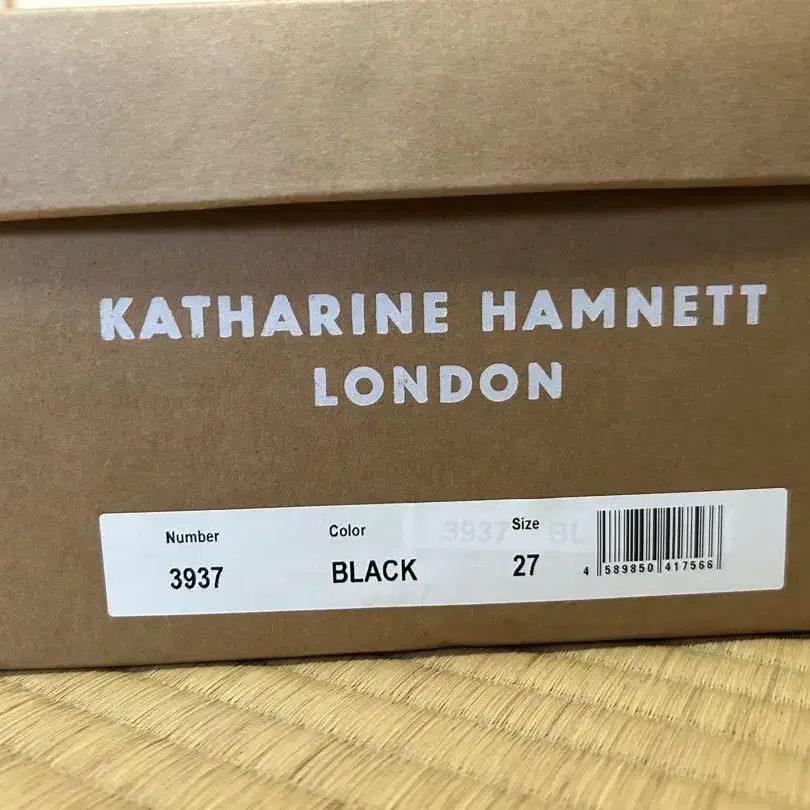 KATHARINE HAMNETT
LONDON
Number Color Size
3937 BLACK 27
3937 BL
4 589850 417566